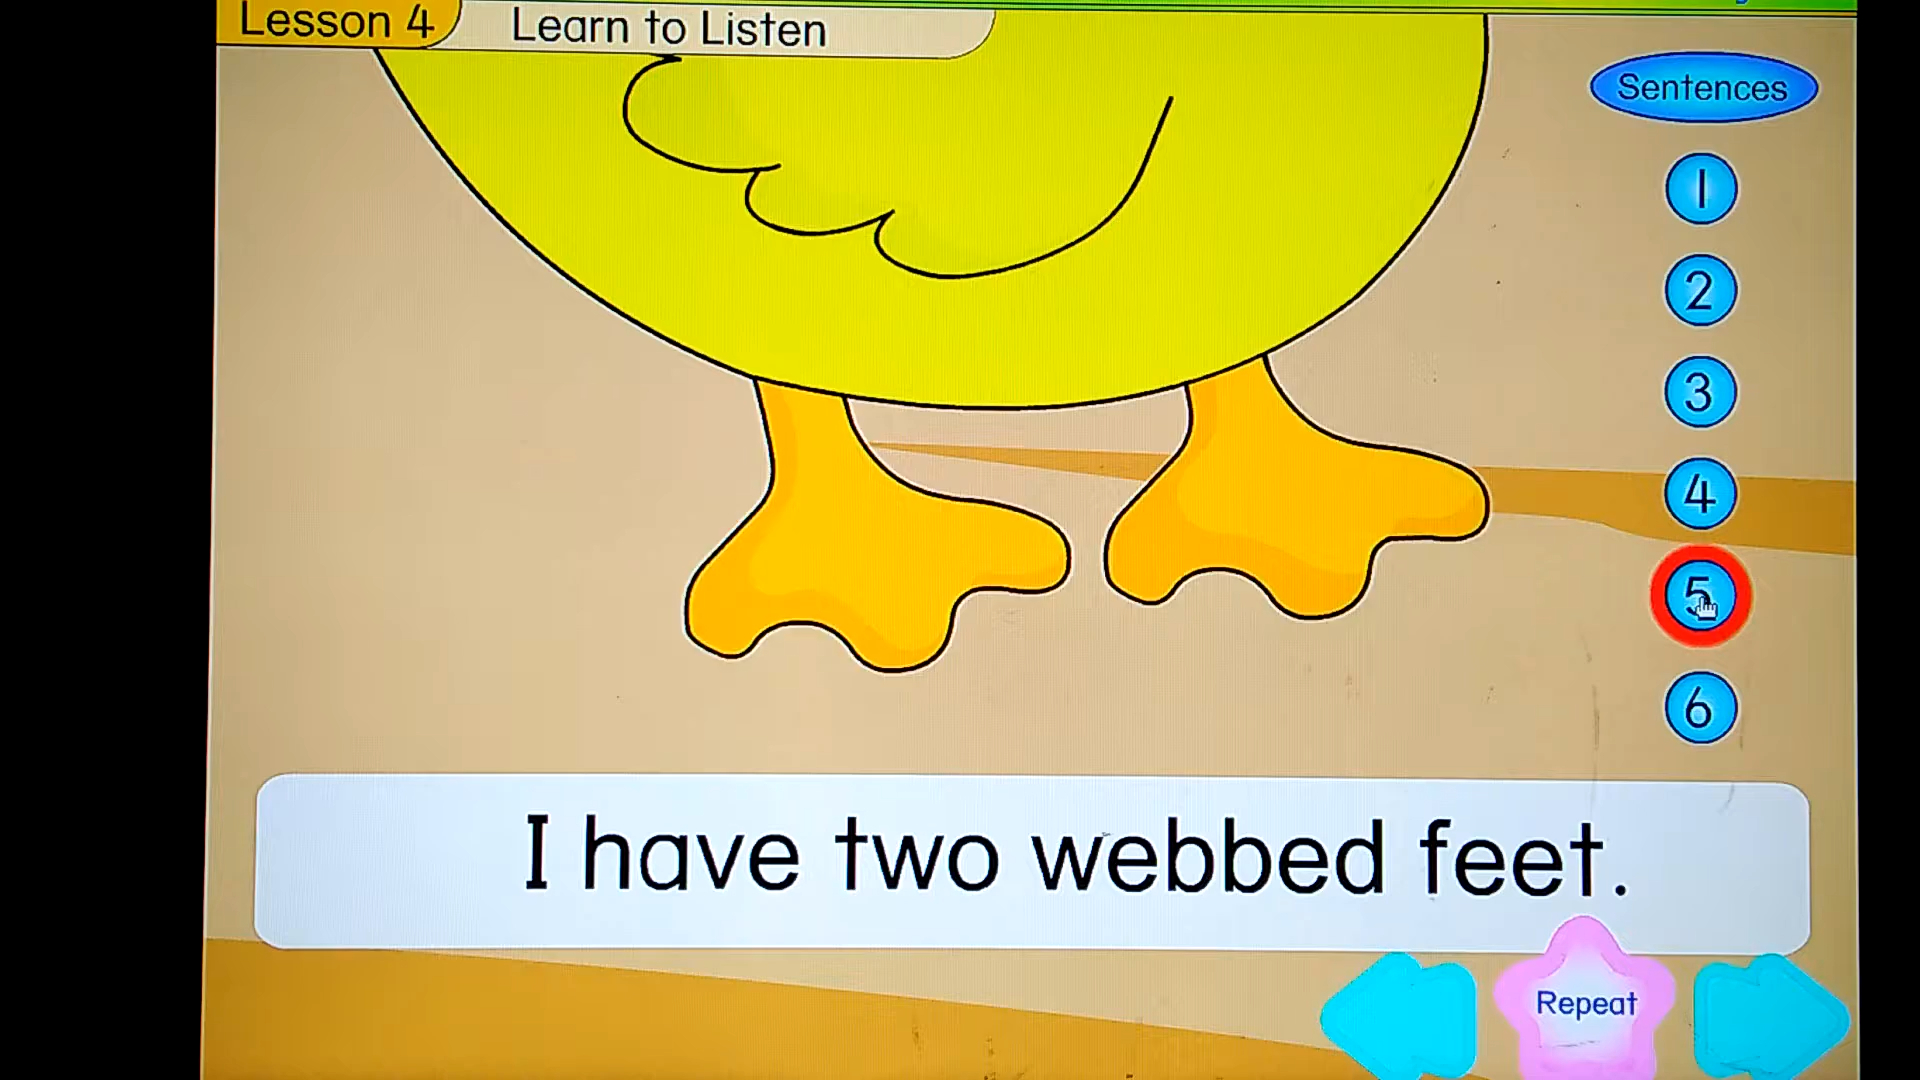 Lesson 4
Learn to Listen
Sentences
1
2
3
4
5
6
I have two webbed feet.
Repeat